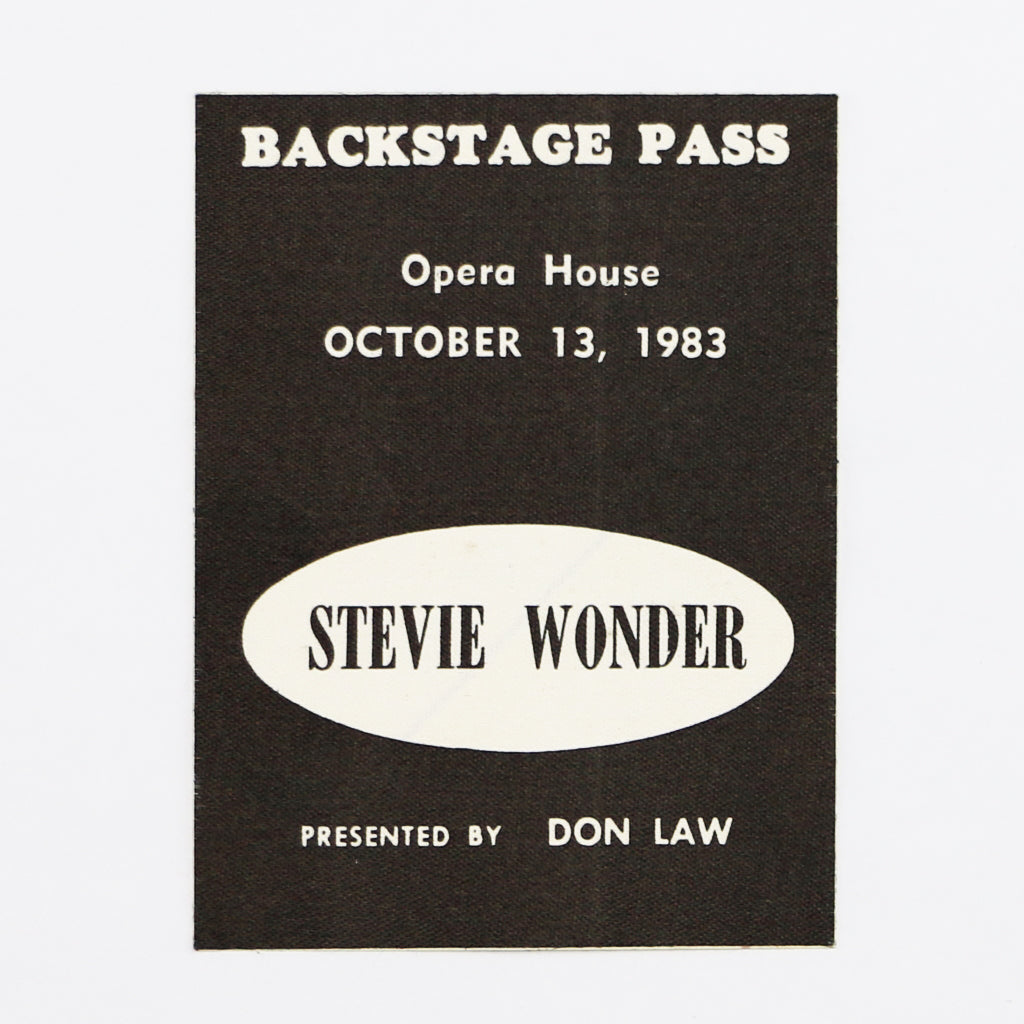 BACKSTAGE PASS
Opera House
OCTOBER 13, 1983
STEVIE WONDER
PRESENTED BY DON LAW